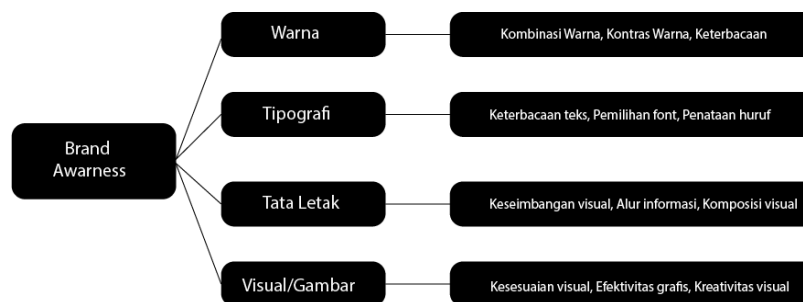 Brand
Awarness
Warna
Kombinasi Warna, Kontras Warna, Keterbacaan
Tipografi
Keterbacaan teks, Pemilihan font, Penataan huruf
Tata Letak
Keseimbangan visual, Alur informasi, Komposisi visual
Visual/Gambar
Kesesuaian visual, Efektivitas grafis, Kreativitas visual